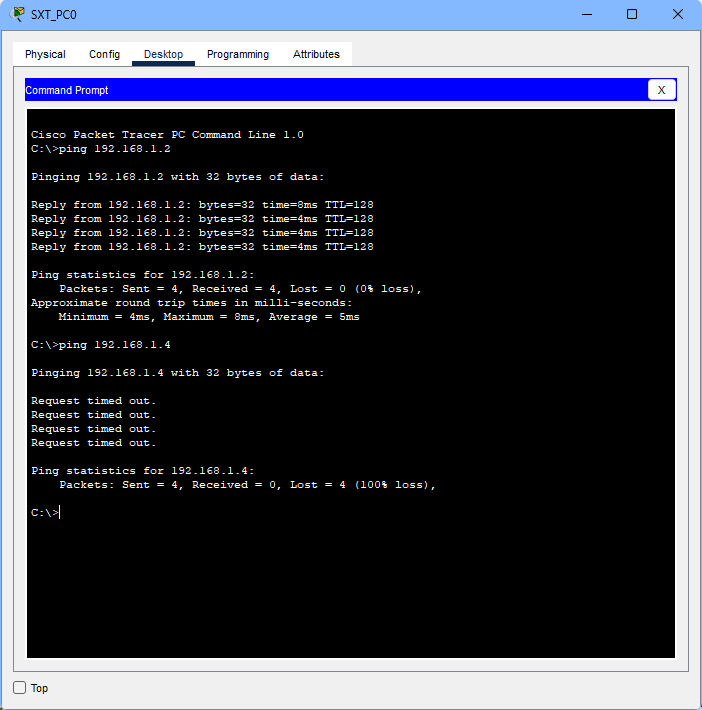 SXT_PC0
Physical Config Desktop Programming Attributes
Command Prompt
X
Cisco Packet Tracer PC Command Line 1.0
C:\>ping 192.168.1.2
Pinging 192.168.1.2 with 32 bytes of data:
Reply from 192.168.1.2: bytes=32 time=8ms TTL=128
Reply from 192.168.1.2: bytes=32 time=4ms TTL=128
Reply from 192.168.1.2: bytes=32 time=4ms TTL=128
Reply from 192.168.1.2: bytes=32 time=4ms TTL=128
Ping statistics for 192.168.1.2:
Packets: Sent = 4, Received = 4, Lost = 0 (0% loss),
Approximate round trip times in milli-seconds:
Minimum = 4ms, Maximum = 8ms, Average = 5ms
C:\>ping 192.168.1.4
Pinging 192.168.1.4 with 32 bytes of data:
Request timed out.
Request timed out.
Request timed out.
Request timed out.
Ping statistics for 192.168.1.4:
Packets: Sent = 4, Received = 0, Lost = 4 (100% loss),
C:\>
Top